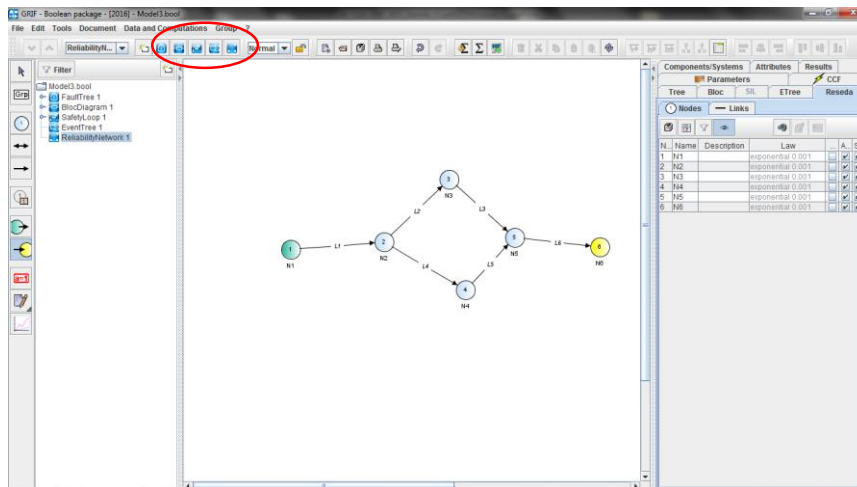 GRIF - Boolean package - [2016] - Model3.bool
File Edit Tools Document Data and Computations Group ?
ReliabilityN... Normal
Grp
Filter
Model3.bool
FaultTree 1
BlocDiagram 1
SafetyLoop 1
EventTree 1
ReliabilityNetwork 1
1
N1
L1
2
N2
L2
3
N3
L3
L4
4
N4
L5
5
N5
L6
6
N6
Components/Systems Attributes Results
Parameters CCF
Tree Bloc SIL ETree Reseda
Nodes Links
N... Name Description Law ... A... S
1 N1 exponential 0.001
2 N2 exponential 0.001
3 N3 exponential 0.001
4 N4 exponential 0.001
5 N5 exponential 0.001
6 N6 exponential 0.001